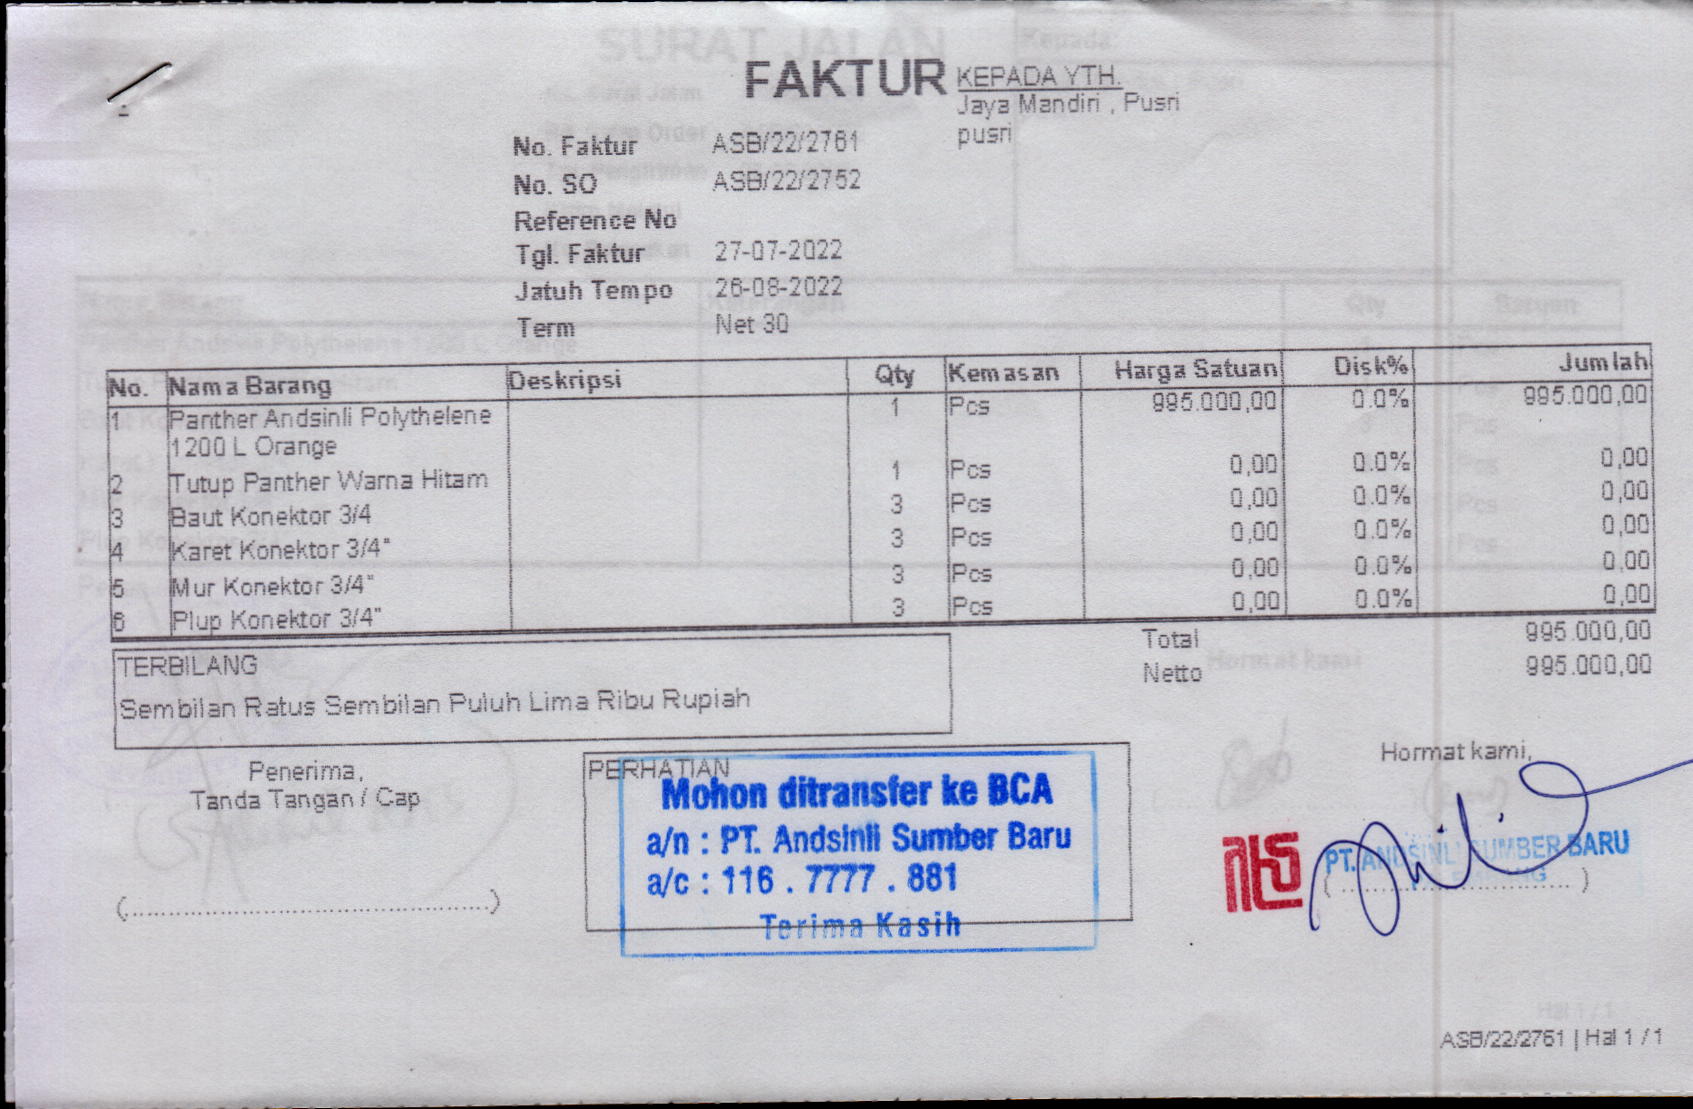 FAKTUR
KEPADA YTH.
Jaya Mandiri , Pusri
pusri
No. Faktur ASB/22/2761
No. SO ASB/22/2752
Reference No
Tgl. Faktur 27-07-2022
Jatuh Tempo 26-08-2022
Term Net 30
No. Nama Barang Deskripsi Qty Kemasan Harga Satuan Disk% Jumlah
1 Panther Andsinli Polythelene 1 Pcs 995.000,00 0.0% 995.000,00
1200 L Orange
2 Tutup Panther Warna Hitam 1 Pcs 0,00 0.0% 0,00
3 Baut Konektor 3/4 3 Pcs 0,00 0.0% 0,00
4 Karet Konektor 3/4" 3 Pcs 0,00 0.0% 0,00
5 Mur Konektor 3/4" 3 Pcs 0,00 0.0% 0,00
6 Plup Konektor 3/4" 3 Pcs 0,00 0.0% 0,00
Total 995.000,00
Netto 995.000,00
TERBILANG
Sembilan Ratus Sembilan Puluh Lima Ribu Rupiah
Penerima,
Tanda Tangan / Cap
(................................................)
PERHATIAN
Mohon ditransfer ke BCA
a/n : PT. Andsinli Sumber Baru
a/c : 116 . 7777 . 881
Terima Kasih
Hormat kami,
PT. ANDSINLI SUMBER BARU
ASB/22/2761 | Hal 1 / 1